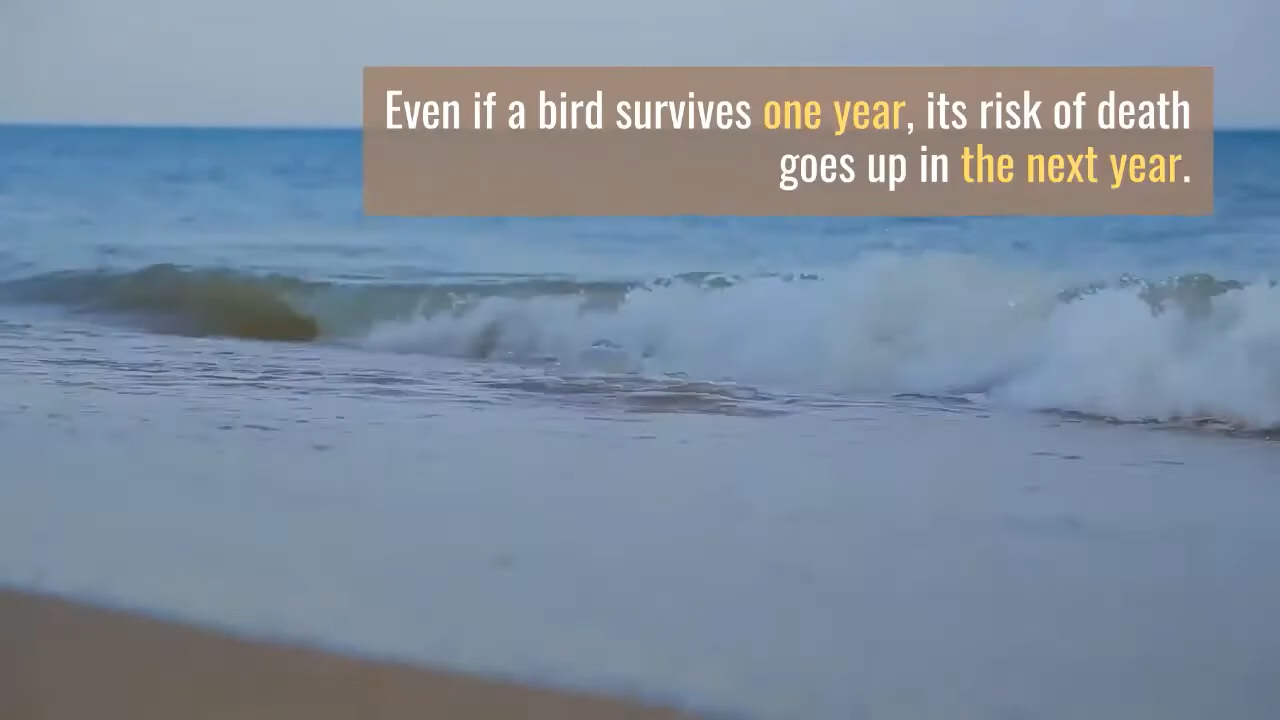 Even if a bird survives one year, its risk of death
goes up in the next year.